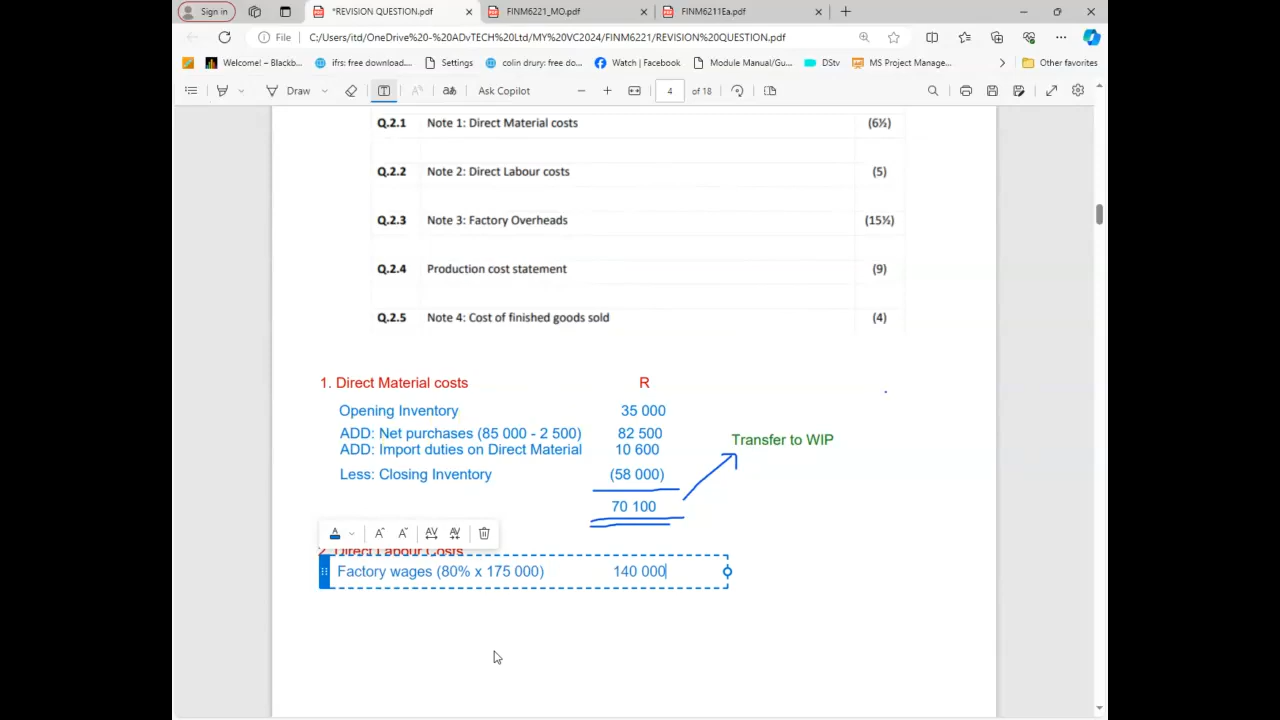 Sign in
*REVISION QUESTION.pdf
FINM6221_MO.pdf
FINM6211Ea.pdf
File
C:/Users/itd/OneDrive%20-%20ADvTECH%20Ltd/MY%20VC2024/FINM6221/REVISION%20QUESTION.pdf
Welcome! – Blackb...
ifrs: free download....
Settings
colin drury: free do...
Watch | Facebook
Module Manual/Gu...
DStv
MS Project Manage...
Other favorites
Draw
Ask Copilot
4 of 18
Q.2.1 Note 1: Direct Material costs (6½)
Q.2.2 Note 2: Direct Labour costs (5)
Q.2.3 Note 3: Factory Overheads (15½)
Q.2.4 Production cost statement (9)
Q.2.5 Note 4: Cost of finished goods sold (4)
1. Direct Material costs R
Opening Inventory 35 000
ADD: Net purchases (85 000 - 2 500) 82 500
Transfer to WIP
ADD: Import duties on Direct Material 10 600
Less: Closing Inventory (58 000)
70 100
2. Direct Labour Costs
Factory wages (80% x 175 000) 140 000